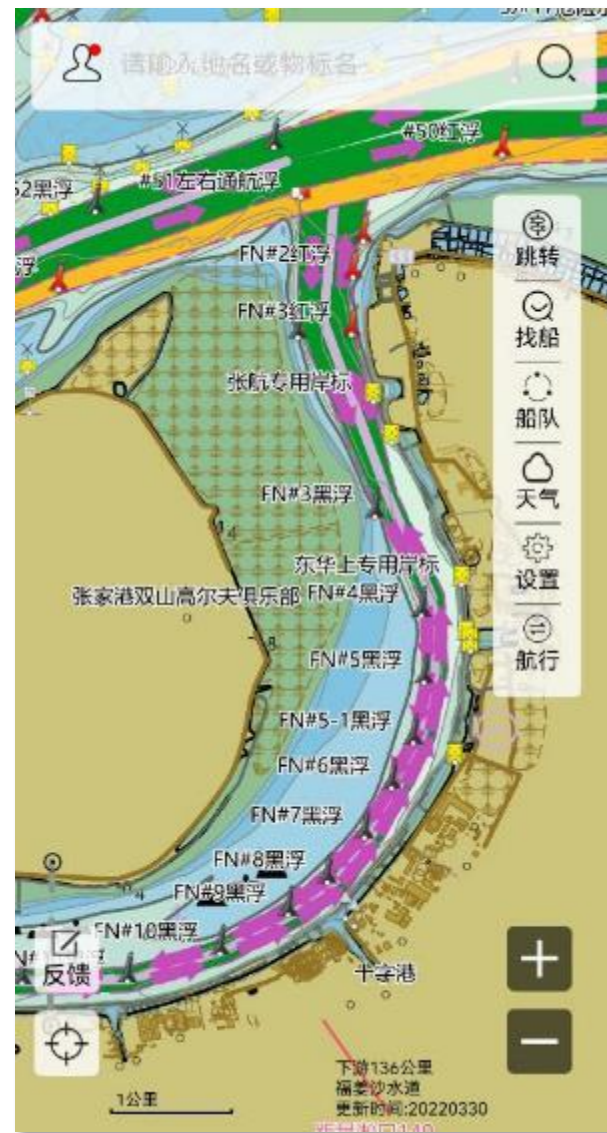 请输入地名或物标名
#50红浮
#51左右通航浮
52黑浮
FN#2红浮
跳转
浮
FN#3红浮
找船
张航专用岸标
船队
天气
FN#3黑浮
东华上专用岸标
设置
张家港双山高尔夫俱乐部
FN#4黑浮
FN#5黑浮
航行
FN#5-1黑浮
FN#6黑浮
FN#7黑浮
FN#8黑浮
FN#9黑浮
FN#10黑浮
反馈
十字港
下游136公里
1公里
福姜沙水道
更新时间:20220330